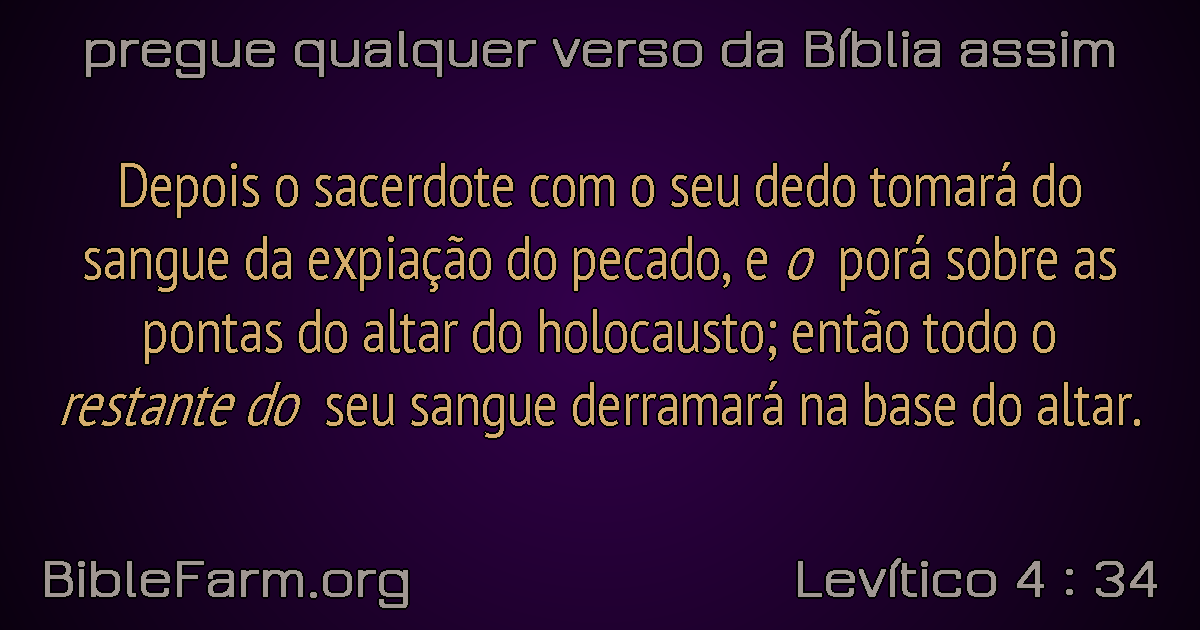 pregue qualquer verso da Bíblia assim
Depois o sacerdote com o seu dedo tomará do
sangue da expiação do pecado, e o porá sobre as
pontas do altar do holocausto; então todo o
restante do seu sangue derramará na base do altar.
BibleFarm.org
Levítico 4 : 34